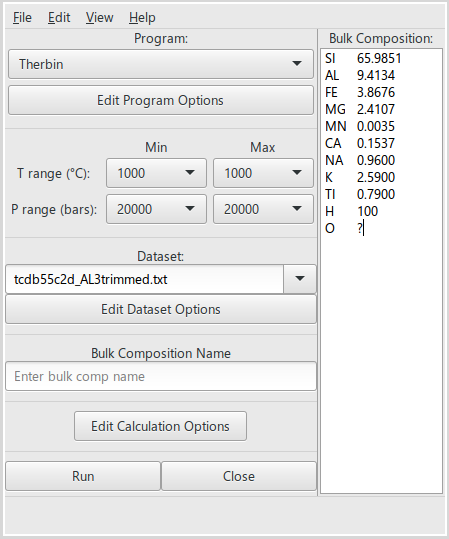 File Edit View Help
Program:
Therbin
Edit Program Options
Min Max
T range (°C): 1000 1000
P range (bars): 20000 20000
Dataset:
tcdb55c2d_AL3trimmed.txt
Edit Dataset Options
Bulk Composition Name
Enter bulk comp name
Edit Calculation Options
Run Close
Bulk Composition:
SI 65.9851
AL 9.4134
FE 3.8676
MG 2.4107
MN 0.0035
CA 0.1537
NA 0.9600
K 2.5900
TI 0.7900
H 100
O ?